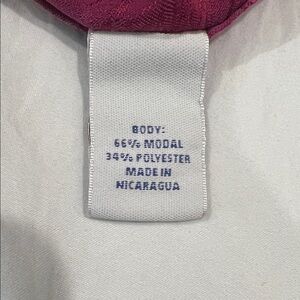 BODY:
66% MODAL
34% POLYESTER
MADE IN
NICARAGUA